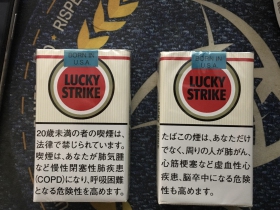 BORN IN
USA
LUCKY
STRIKE
20歳未満の者の喫煙は、
法律で禁じられています。
喫煙は、あなたが肺気腫
など慢性閉塞性肺疾患
(COPD)になり、呼吸困難
となる危険性を高めます。
BORN IN
USA
LUCKY
STRIKE
たばこの煙は、あなただけ
でなく、周りの人が肺がん、
心筋梗塞など虚血性心
疾患、脳卒中になる危険
性も高めます。